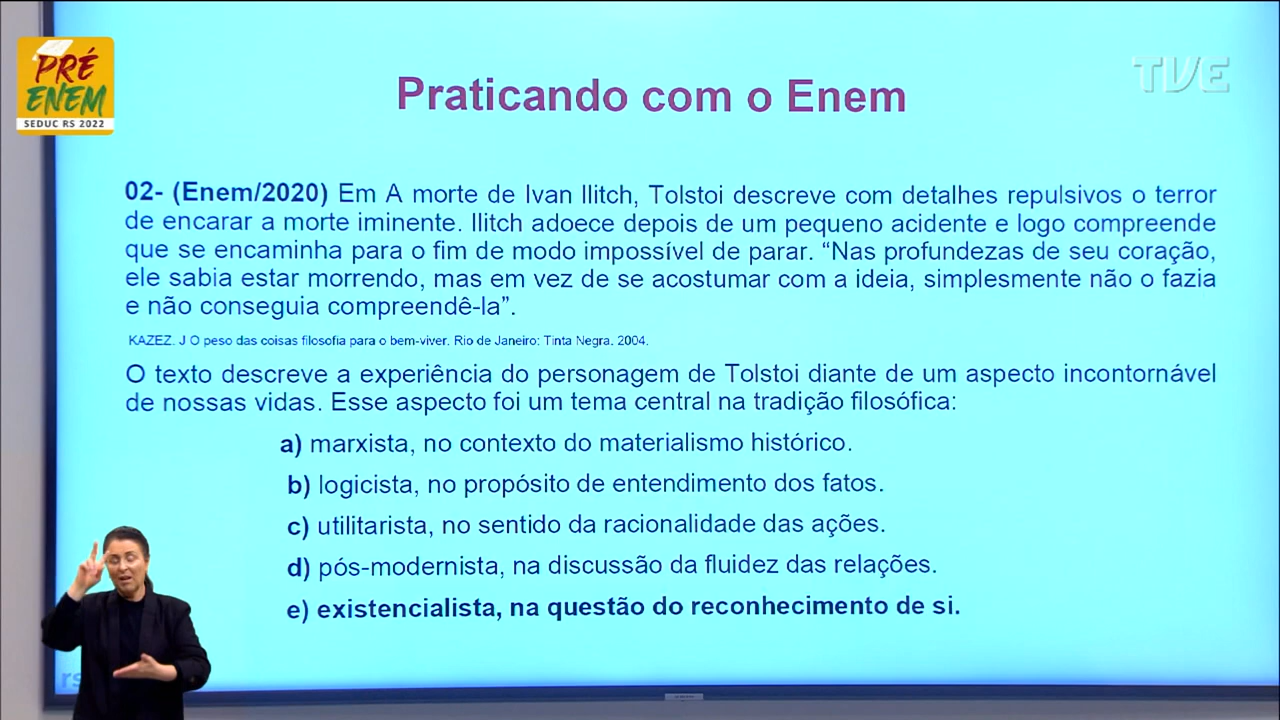 PRÉ
ENEM
SEDUC RS 2022
TVE
Praticando com o Enem
02- (Enem/2020) Em A morte de Ivan Ilitch, Tolstoi descreve com detalhes repulsivos o terror
de encarar a morte iminente. Ilitch adoece depois de um pequeno acidente e logo compreende
que se encaminha para o fim de modo impossível de parar. “Nas profundezas de seu coração,
ele sabia estar morrendo, mas em vez de se acostumar com a ideia, simplesmente não o fazia
e não conseguia compreendê-la”.
KAZEZ. J O peso das coisas filosofia para o bem-viver. Rio de Janeiro: Tinta Negra. 2004.
O texto descreve a experiência do personagem de Tolstoi diante de um aspecto incontornável
de nossas vidas. Esse aspecto foi um tema central na tradição filosófica:
a) marxista, no contexto do materialismo histórico.
b) logicista, no propósito de entendimento dos fatos.
c) utilitarista, no sentido da racionalidade das ações.
d) pós-modernista, na discussão da fluidez das relações.
e) existencialista, na questão do reconhecimento de si.